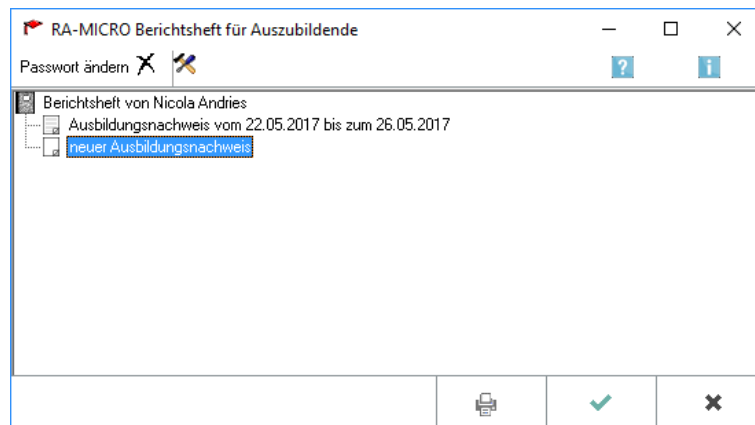 RA-MICRO Berichtsheft für Auszubildende
Passwort ändern
?
i
Berichtsheft von Nicola Andries
Ausbildungsnachweis vom 22.05.2017 bis zum 26.05.2017
neuer Ausbildungsnachweis